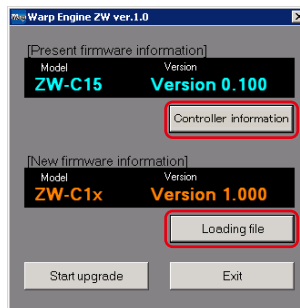 Warp Engine ZW ver.1.0
[Present firmware information]
Model Version
ZW-C15 Version 0.100
Controller information
[New firmware information]
Model Version
ZW-C1x Version 1.000
Loading file
Start upgrade Exit